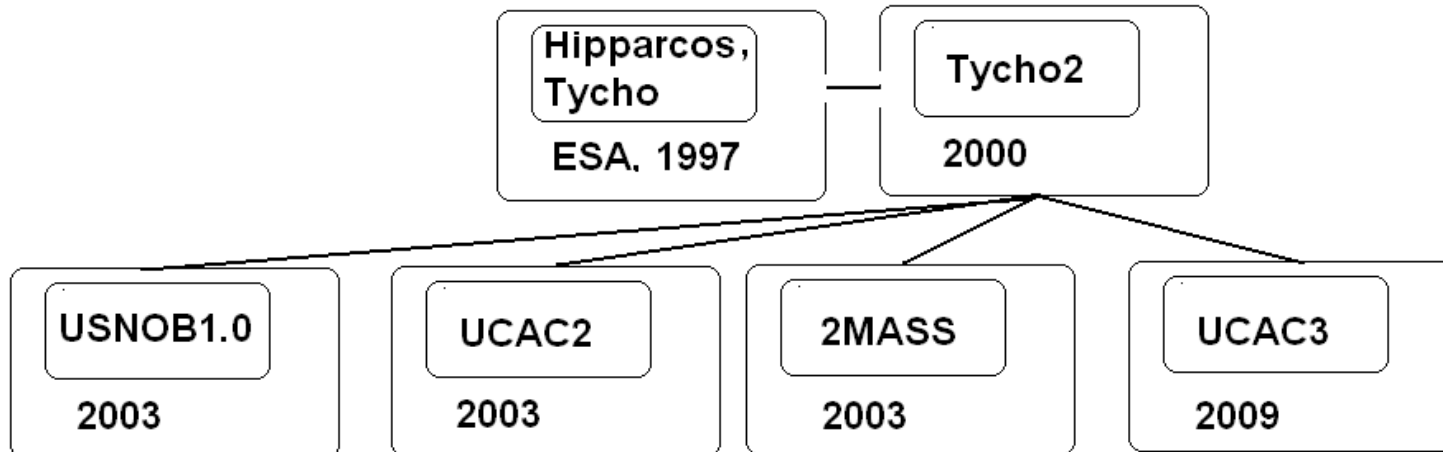 Hipparcos,
Tycho
ESA, 1997
Tycho2
2000
USNOB1.0
2003
UCAC2
2003
2MASS
2003
UCAC3
2009